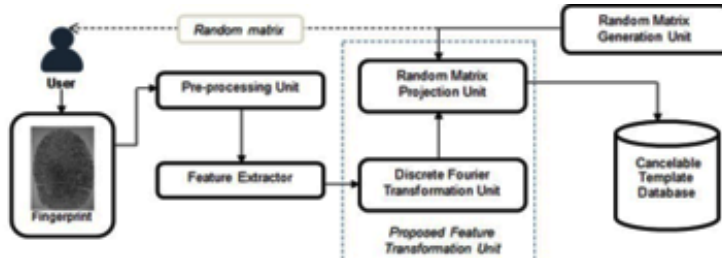 Random matrix
Random Matrix
Generation Unit
User
Pre-processing Unit
Random Matrix
Projection Unit
Feature Extractor
Discrete Fourier
Transformation Unit
Cancelable
Template
Database
Fingerprint
Proposed Feature
Transformation Unit